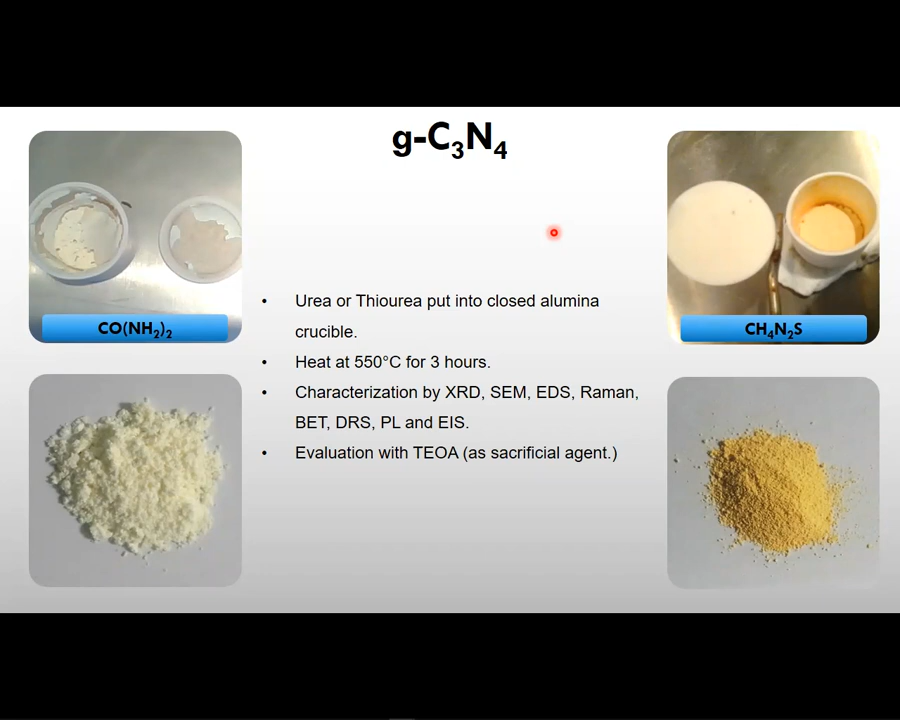 g-C₃N₄
CO(NH₂)₂
CH₄N₂S
• Urea or Thiourea put into closed alumina
crucible.
• Heat at 550°C for 3 hours.
• Characterization by XRD, SEM, EDS, Raman,
BET, DRS, PL and EIS.
• Evaluation with TEOA (as sacrificial agent.)